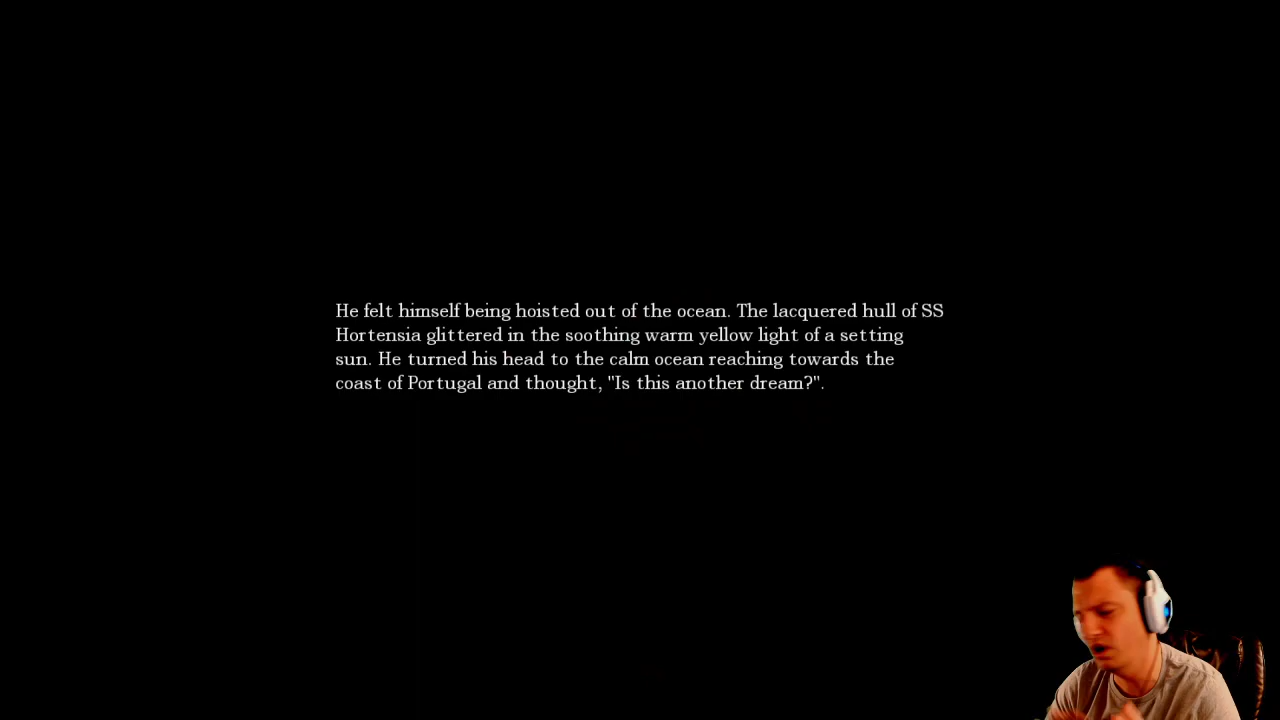 He felt himself being hoisted out of the ocean. The lacquered hull of SS
Hortensia glittered in the soothing warm yellow light of a setting
sun. He turned his head to the calm ocean reaching towards the
coast of Portugal and thought, "Is this another dream?".